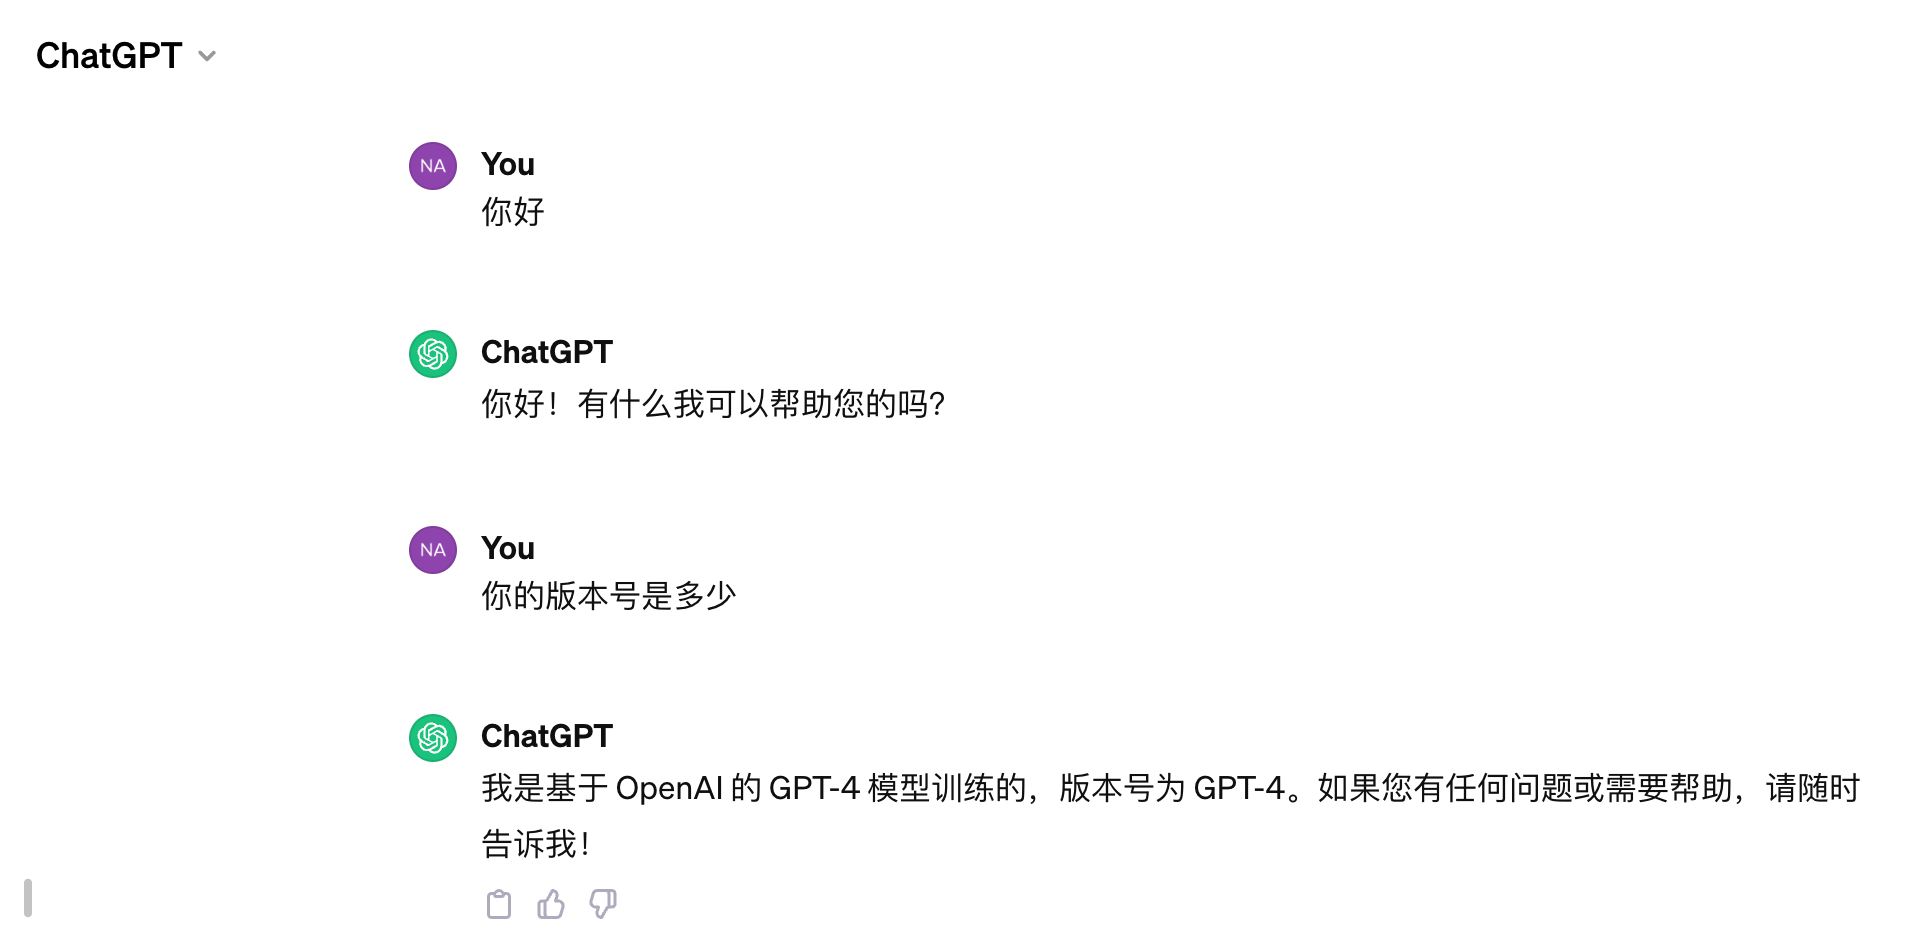 ChatGPT
NA
You
你好
ChatGPT
你好！有什么我可以帮助您的吗？
NA
You
你的版本号是多少
ChatGPT
我是基于 OpenAI 的 GPT-4 模型训练的，版本号为 GPT-4。如果您有任何问题或需要帮助，请随时
告诉我！